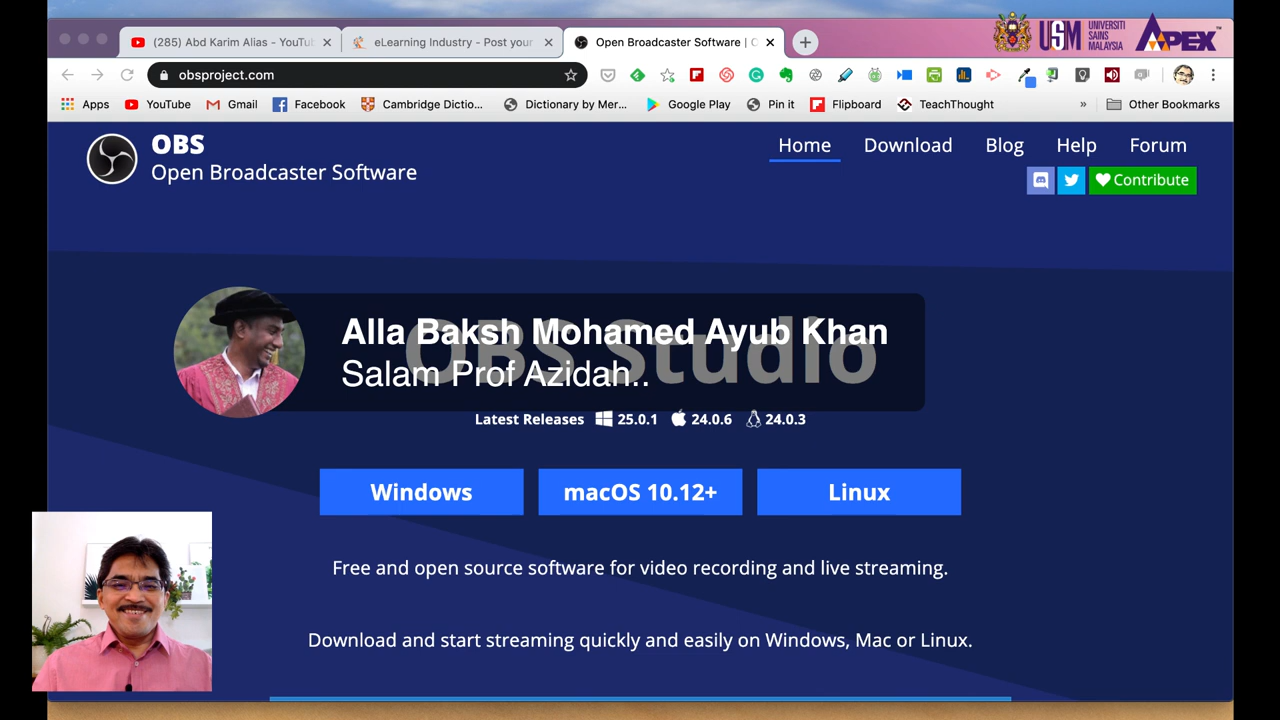 (285) Abd Karim Alias - YouTu
eLearning Industry - Post your
Open Broadcaster Software | O
USM UNIVERSITI SAINS MALAYSIA APEX™
obsproject.com
Apps YouTube Gmail Facebook Cambridge Dictio... Dictionary by Mer... Google Play Pin it Flipboard TeachThought » Other Bookmarks
OBS
Open Broadcaster Software
Home Download Blog Help Forum
Contribute
OBS Studio
Alla Baksh Mohamed Ayub Khan
Salam Prof Azidah..
Latest Releases 25.0.1 24.0.6 24.0.3
Windows macOS 10.12+ Linux
Free and open source software for video recording and live streaming.
Download and start streaming quickly and easily on Windows, Mac or Linux.